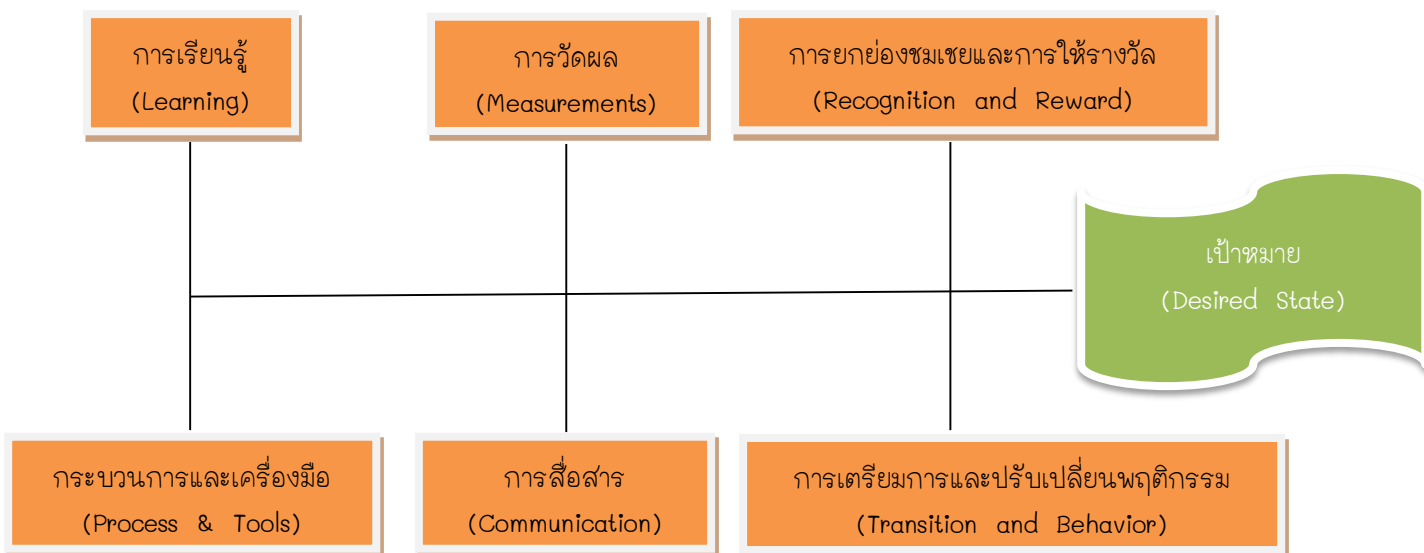 การเรียนรู้
(Learning)
การวัดผล
(Measurements)
การยกย่องชมเชยและการให้รางวัล
(Recognition and Reward)
เป้าหมาย
(Desired State)
กระบวนการและเครื่องมือ
(Process & Tools)
การสื่อสาร
(Communication)
การเตรียมการและปรับเปลี่ยนพฤติกรรม
(Transition and Behavior)